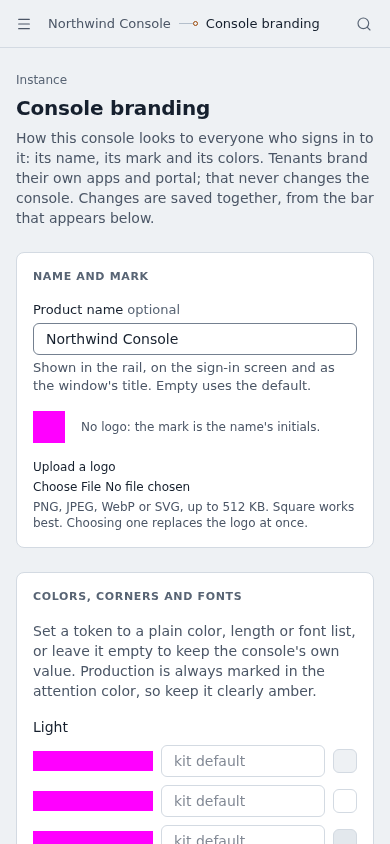 Northwind Console
Console branding
Instance
Console branding
How this console looks to everyone who signs in to
it: its name, its mark and its colors. Tenants brand
their own apps and portal; that never changes the
console. Changes are saved together, from the bar
that appears below.
NAME AND MARK
Product name optional
Northwind Console
Shown in the rail, on the sign-in screen and as
the window's title. Empty uses the default.
No logo: the mark is the name's initials.
Upload a logo
Choose File No file chosen
PNG, JPEG, WebP or SVG, up to 512 KB. Square works
best. Choosing one replaces the logo at once.
COLORS, CORNERS AND FONTS
Set a token to a plain color, length or font list,
or leave it empty to keep the console's own
value. Production is always marked in the
attention color, so keep it clearly amber.
Light
kit default
kit default
kit default